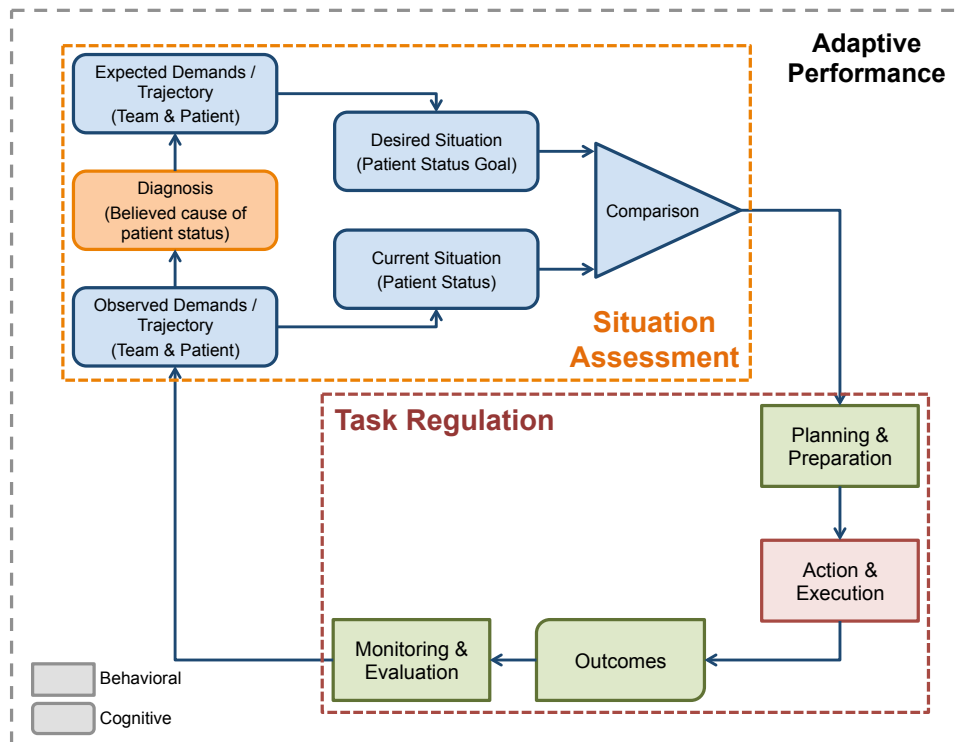 Adaptive
Performance
Expected Demands /
Trajectory
(Team & Patient)
Desired Situation
(Patient Status Goal)
Diagnosis
(Believed cause of
patient status)
Comparison
Current Situation
(Patient Status)
Observed Demands /
Trajectory
(Team & Patient)
Situation
Assessment
Task Regulation
Planning &
Preparation
Action &
Execution
Outcomes
Monitoring &
Evaluation
Behavioral
Cognitive